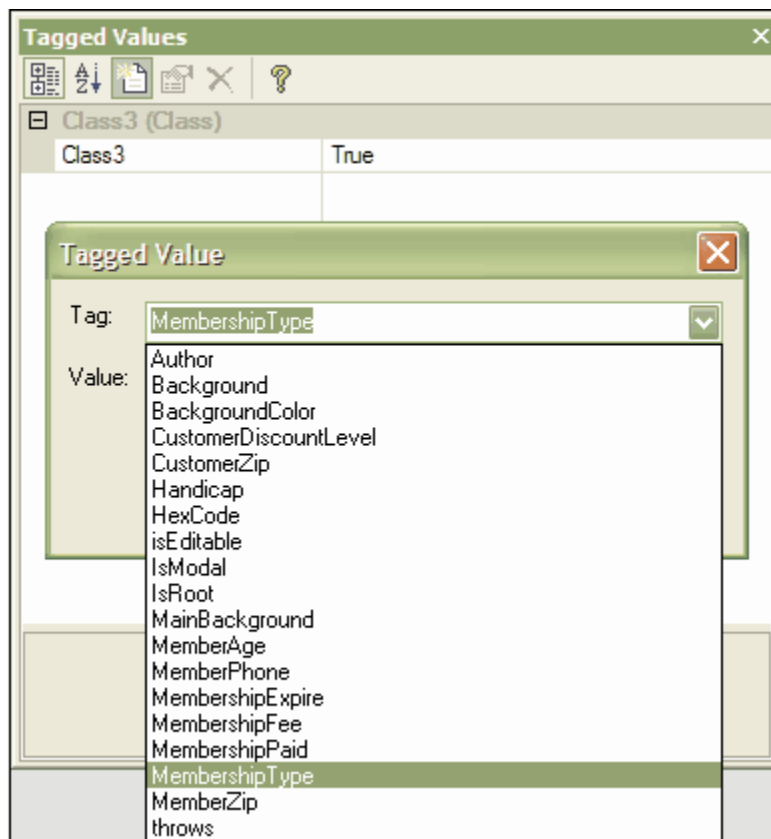 Tagged Values
Class3 (Class)
Class3 True
Tagged Value
Tag: MembershipType
Value:
Author
Background
BackgroundColor
CustomerDiscountLevel
CustomerZip
Handicap
HexCode
isEditable
IsModal
IsRoot
MainBackground
MemberAge
MemberPhone
MembershipExpire
MembershipFee
MembershipPaid
MembershipType
MemberZip
throws